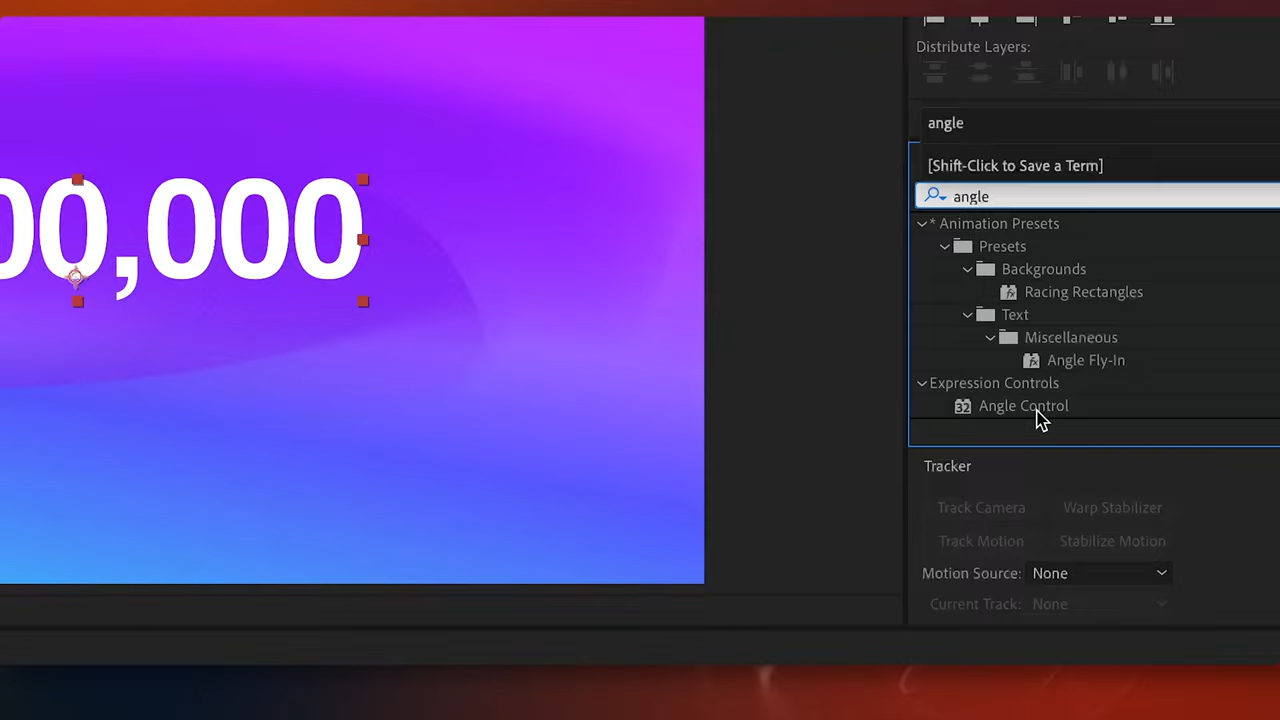 00,000
Distribute Layers:
angle
[Shift-Click to Save a Term]
angle
* Animation Presets
Presets
Backgrounds
Racing Rectangles
Text
Miscellaneous
Angle Fly-In
Expression Controls
32 Angle Control
Tracker
Track Camera Warp Stabilizer
Track Motion Stabilize Motion
Motion Source: None
Current Track: None